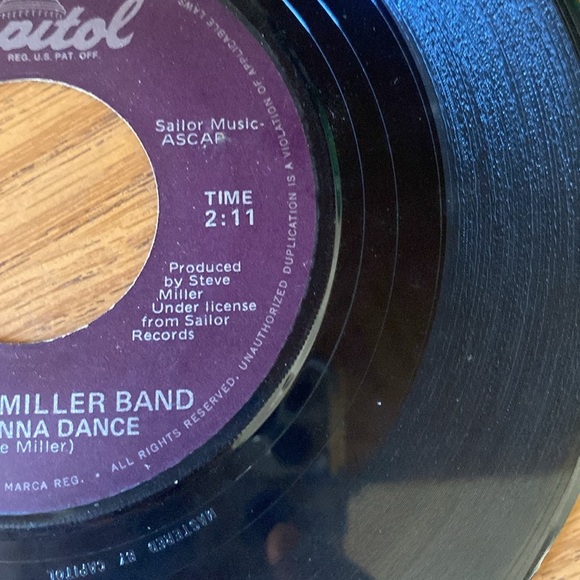 apitol
REG. U.S. PAT. OFF.
Sailor Music-
ASCAP
TIME
2:11
Produced
by Steve
Miller
Under license
from Sailor
Records
MILLER BAND
NNA DANCE
e Miller)
MARCA REG. • ALL RIGHTS RESERVED. UNAUTHORIZED DUPLICATION IS A VIOLATION OF APPLICABLE LAWS
MASTERED BY CAPITOL